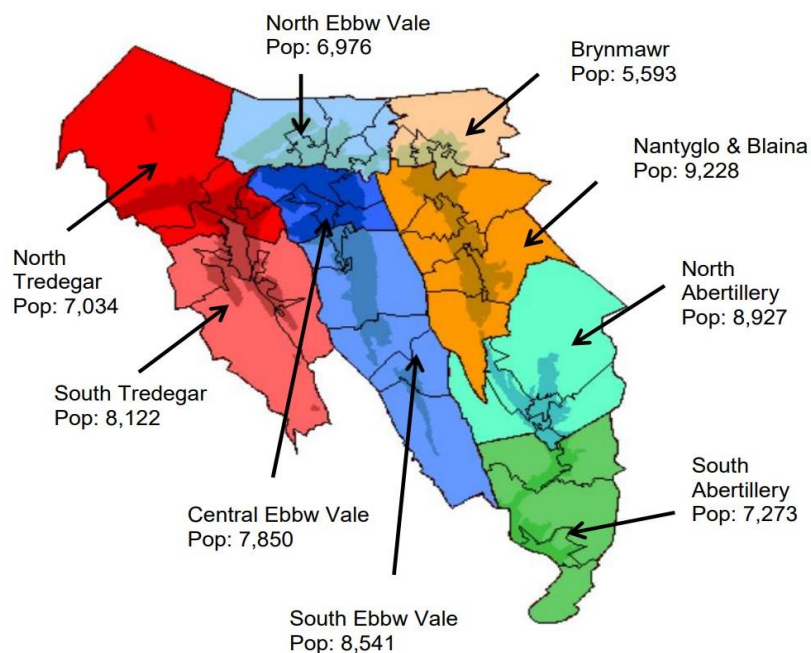 North Ebbw Vale
Pop: 6,976
Brynmawr
Pop: 5,593
Nantyglo & Blaina
Pop: 9,228
North
Tredegar
Pop: 7,034
North
Abertillery
Pop: 8,927
South Tredegar
Pop: 8,122
South
Abertillery
Pop: 7,273
Central Ebbw Vale
Pop: 7,850
South Ebbw Vale
Pop: 8,541